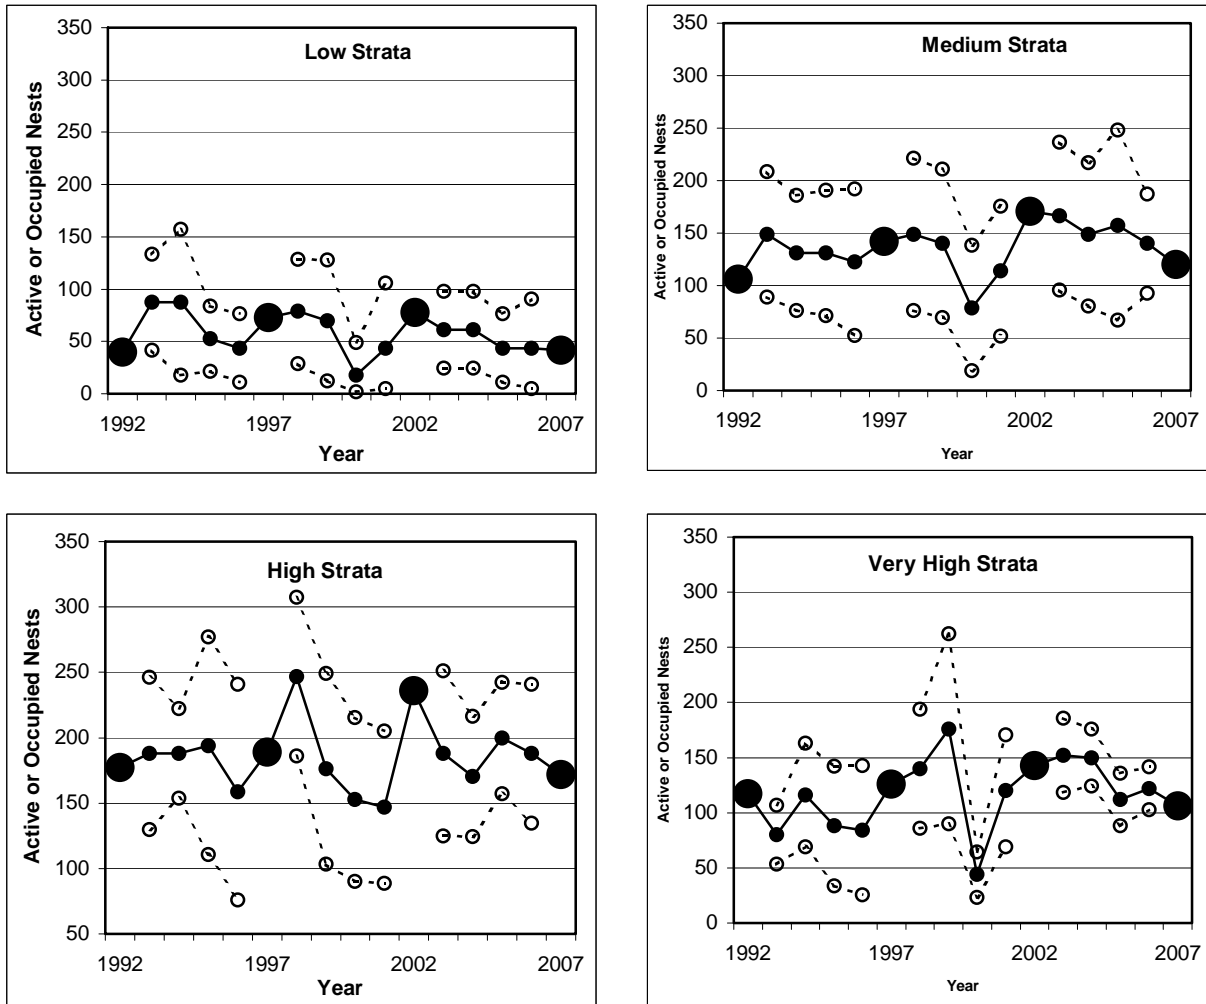 Low Strata
Active or Occupied Nests
350
300
250
200
150
100
50
0
1992 1997 2002 2007
Year
Medium Strata
Active or Occupied Nests
350
300
250
200
150
100
50
0
1992 1997 2002 2007
Year
High Strata
Active or Occupied Nests
350
300
250
200
150
100
50
1992 1997 2002 2007
Year
Very High Strata
Active or Occupied Nests
350
300
250
200
150
100
50
0
1992 1997 2002 2007
Year